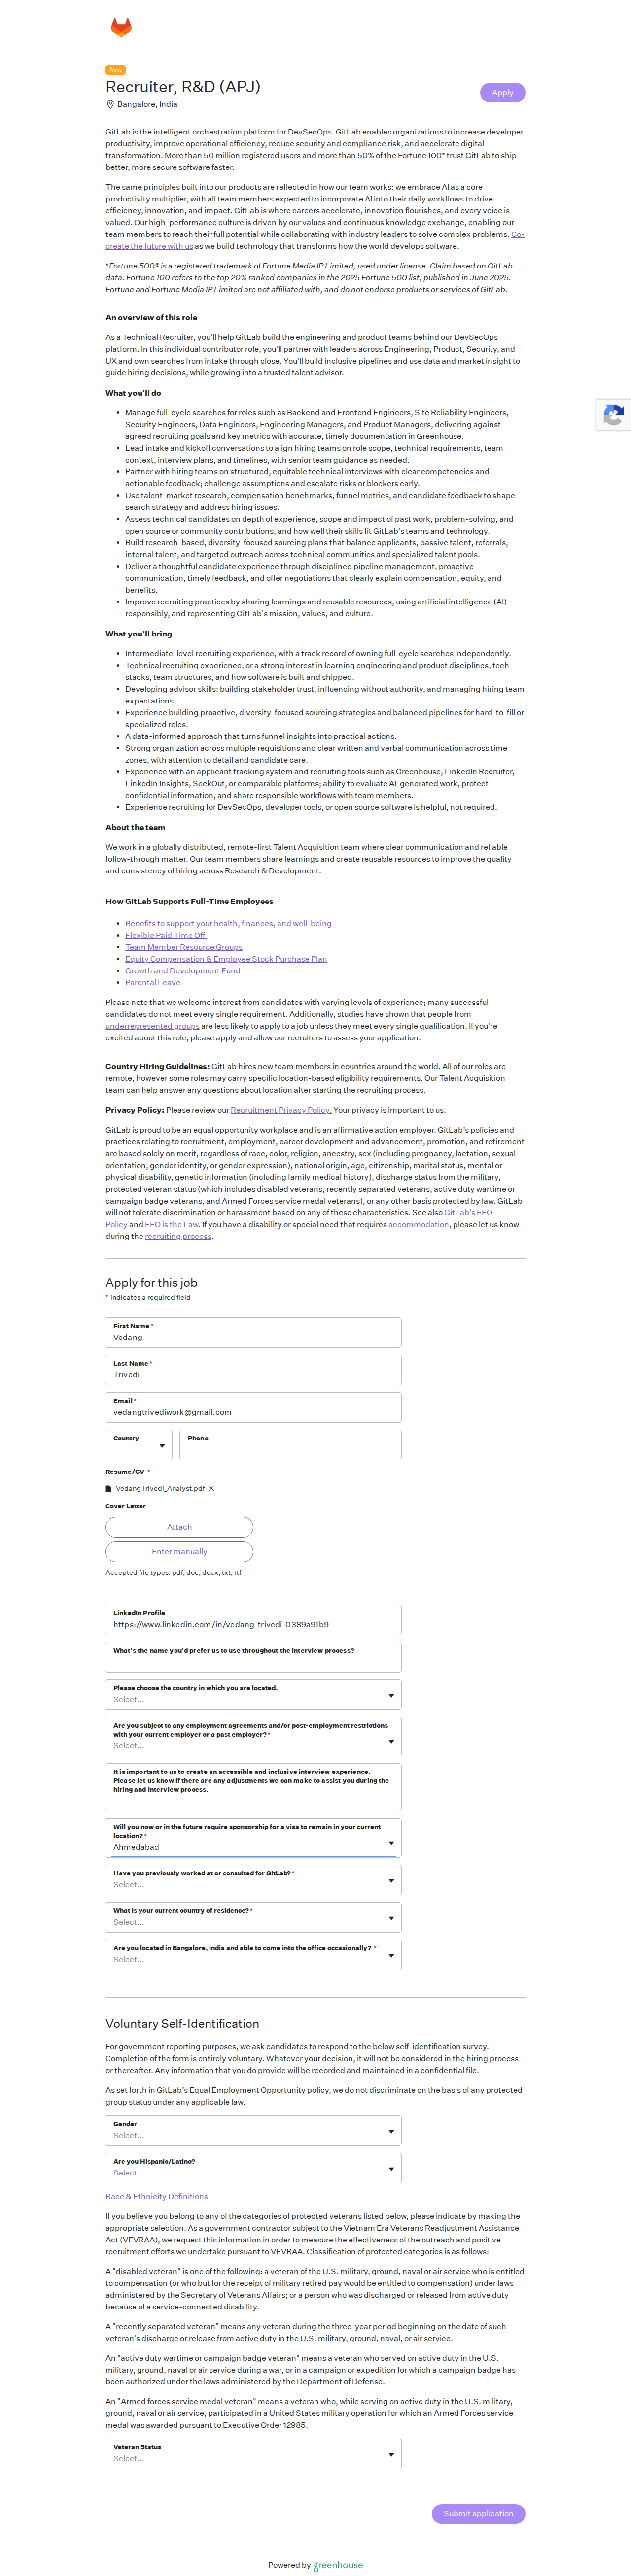 New
Recruiter, R&D (APJ)
Apply
Bangalore, India
GitLab is the intelligent orchestration platform for DevSecOps. GitLab enables organizations to increase developer
productivity, improve operational efficiency, reduce security and compliance risk, and accelerate digital
transformation. More than 50 million registered users and more than 50% of the Fortune 100* trust GitLab to ship
better, more secure software faster.
The same principles built into our products are reflected in how our team works: we embrace AI as a core
productivity multiplier, with all team members expected to incorporate AI into their daily workflows to drive
efficiency, innovation, and impact. GitLab is where careers accelerate, innovation flourishes, and every voice is
valued. Our high-performance culture is driven by our values and continuous knowledge exchange, enabling our
team members to reach their full potential while collaborating with industry leaders to solve complex problems. Co-
create the future with us as we build technology that transforms how the world develops software.
*Fortune 500® is a registered trademark of Fortune Media IP Limited, used under license. Claim based on GitLab
data. Fortune 100 refers to the top 20% ranked companies in the 2025 Fortune 500 list, published in June 2025.
Fortune and Fortune Media IP Limited are not affiliated with, and do not endorse products or services of GitLab.
An overview of this role
As a Technical Recruiter, you'll help GitLab build the engineering and product teams behind our DevSecOps
platform. In this individual contributor role, you'll partner with leaders across Engineering, Product, Security, and
UX and own searches from intake through close. You'll build inclusive pipelines and use data and market insight to
guide hiring decisions, while growing into a trusted talent advisor.
What you'll do
• Manage full-cycle searches for roles such as Backend and Frontend Engineers, Site Reliability Engineers,
Security Engineers, Data Engineers, Engineering Managers, and Product Managers, delivering against
agreed recruiting goals and key metrics with accurate, timely documentation in Greenhouse.
• Lead intake and kickoff conversations to align hiring teams on role scope, technical requirements, team
context, interview plans, and timelines, with senior team guidance as needed.
• Partner with hiring teams on structured, equitable technical interviews with clear competencies and
actionable feedback; challenge assumptions and escalate risks or blockers early.
• Use talent-market research, compensation benchmarks, funnel metrics, and candidate feedback to shape
search strategy and address hiring issues.
• Assess technical candidates on depth of experience, scope and impact of past work, problem-solving, and
open source or community contributions, and how well their skills fit GitLab's teams and technology.
• Build research-based, diversity-focused sourcing plans that balance applicants, passive talent, referrals,
internal talent, and targeted outreach across technical communities and specialized talent pools.
• Deliver a thoughtful candidate experience through disciplined pipeline management, proactive
communication, timely feedback, and offer negotiations that clearly explain compensation, equity, and
benefits.
• Improve recruiting practices by sharing learnings and reusable resources, using artificial intelligence (AI)
responsibly, and representing GitLab's mission, values, and culture.
What you'll bring
• Intermediate-level recruiting experience, with a track record of owning full-cycle searches independently.
• Technical recruiting experience, or a strong interest in learning engineering and product disciplines, tech
stacks, team structures, and how software is built and shipped.
• Developing advisor skills: building stakeholder trust, influencing without authority, and managing hiring team
expectations.
• Experience building proactive, diversity-focused sourcing strategies and balanced pipelines for hard-to-fill or
specialized roles.
• A data-informed approach that turns funnel insights into practical actions.
• Strong organization across multiple requisitions and clear written and verbal communication across time
zones, with attention to detail and candidate care.
• Experience with an applicant tracking system and recruiting tools such as Greenhouse, LinkedIn Recruiter,
LinkedIn Insights, SeekOut, or comparable platforms; ability to evaluate AI-generated work, protect
confidential information, and share responsible workflows with team members.
• Experience recruiting for DevSecOps, developer tools, or open source software is helpful, not required.
About the team
We work in a globally distributed, remote-first Talent Acquisition team where clear communication and reliable
follow-through matter. Our team members share learnings and create reusable resources to improve the quality
and consistency of hiring across Research & Development.
How GitLab Supports Full-Time Employees
• Benefits to support your health, finances, and well-being
• Flexible Paid Time Off
• Team Member Resource Groups
• Equity Compensation & Employee Stock Purchase Plan
• Growth and Development Fund
• Parental Leave
Please note that we welcome interest from candidates with varying levels of experience; many successful
candidates do not meet every single requirement. Additionally, studies have shown that people from
underrepresented groups are less likely to apply to a job unless they meet every single qualification. If you're
excited about this role, please apply and allow our recruiters to assess your application.
Country Hiring Guidelines: GitLab hires new team members in countries around the world. All of our roles are
remote, however some roles may carry specific location-based eligibility requirements. Our Talent Acquisition
team can help answer any questions about location after starting the recruiting process.
Privacy Policy: Please review our Recruitment Privacy Policy. Your privacy is important to us.
GitLab is proud to be an equal opportunity workplace and is an affirmative action employer. GitLab's policies and
practices relating to recruitment, employment, career development and advancement, promotion, and retirement
are based solely on merit, regardless of race, color, religion, ancestry, sex (including pregnancy, lactation, sexual
orientation, gender identity, or gender expression), national origin, age, citizenship, marital status, mental or
physical disability, genetic information (including family medical history), discharge status from the military,
protected veteran status (which includes disabled veterans, recently separated veterans, active duty wartime or
campaign badge veterans, and Armed Forces service medal veterans), or any other basis protected by law. GitLab
will not tolerate discrimination or harassment based on any of these characteristics. See also GitLab's EEO
Policy and EEO is the Law. If you have a disability or special need that requires accommodation, please let us know
during the recruiting process.
Apply for this job
* indicates a required field
First Name *
Vedang
Last Name *
Trivedi
Email *
vedangtrivediwork@gmail.com
Country
Phone
Resume/CV *
VedangTrivedi_Analyst.pdf
Cover Letter
Attach
Enter manually
Accepted file types: pdf, doc, docx, txt, rtf
LinkedIn Profile
https://www.linkedin.com/in/vedang-trivedi-0389a91b9
What's the name you'd prefer us to use throughout the interview process?
Please choose the country in which you are located.
Select...
Are you subject to any employment agreements and/or post-employment restrictions
with your current employer or a past employer? *
Select...
It is important to us to create an accessible and inclusive interview experience.
Please let us know if there are any adjustments we can make to assist you during the
hiring and interview process.
Will you now or in the future require sponsorship for a visa to remain in your current
location? *
Ahmedabad
Have you previously worked at or consulted for GitLab? *
Select...
What is your current country of residence? *
Select...
Are you located in Bangalore, India and able to come into the office occasionally? *
Select...
Voluntary Self-Identification
For government reporting purposes, we ask candidates to respond to the below self-identification survey.
Completion of the form is entirely voluntary. Whatever your decision, it will not be considered in the hiring process
or thereafter. Any information that you do provide will be recorded and maintained in a confidential file.
As set forth in GitLab's Equal Employment Opportunity policy, we do not discriminate on the basis of any protected
group status under any applicable law.
Gender
Select...
Are you Hispanic/Latino?
Select...
Race & Ethnicity Definitions
If you believe you belong to any of the categories of protected veterans listed below, please indicate by making the
appropriate selection. As a government contractor subject to the Vietnam Era Veterans Readjustment Assistance
Act (VEVRAA), we request this information in order to measure the effectiveness of the outreach and positive
recruitment efforts we undertake pursuant to VEVRAA. Classification of protected categories is as follows:
A "disabled veteran" is one of the following: a veteran of the U.S. military, ground, naval or air service who is entitled
to compensation (or who but for the receipt of military retired pay would be entitled to compensation) under laws
administered by the Secretary of Veterans Affairs; or a person who was discharged or released from active duty
because of a service-connected disability.
A "recently separated veteran" means any veteran during the three-year period beginning on the date of such
veteran's discharge or release from active duty in the U.S. military, ground, naval, or air service.
An "active duty wartime or campaign badge veteran" means a veteran who served on active duty in the U.S.
military, ground, naval or air service during a war, or in a campaign or expedition for which a campaign badge has
been authorized under the laws administered by the Department of Defense.
An "Armed forces service medal veteran" means a veteran who, while serving on active duty in the U.S. military,
ground, naval or air service, participated in a United States military operation for which an Armed Forces service
medal was awarded pursuant to Executive Order 12985.
Veteran Status
Select...
Submit application
Powered by greenhouse